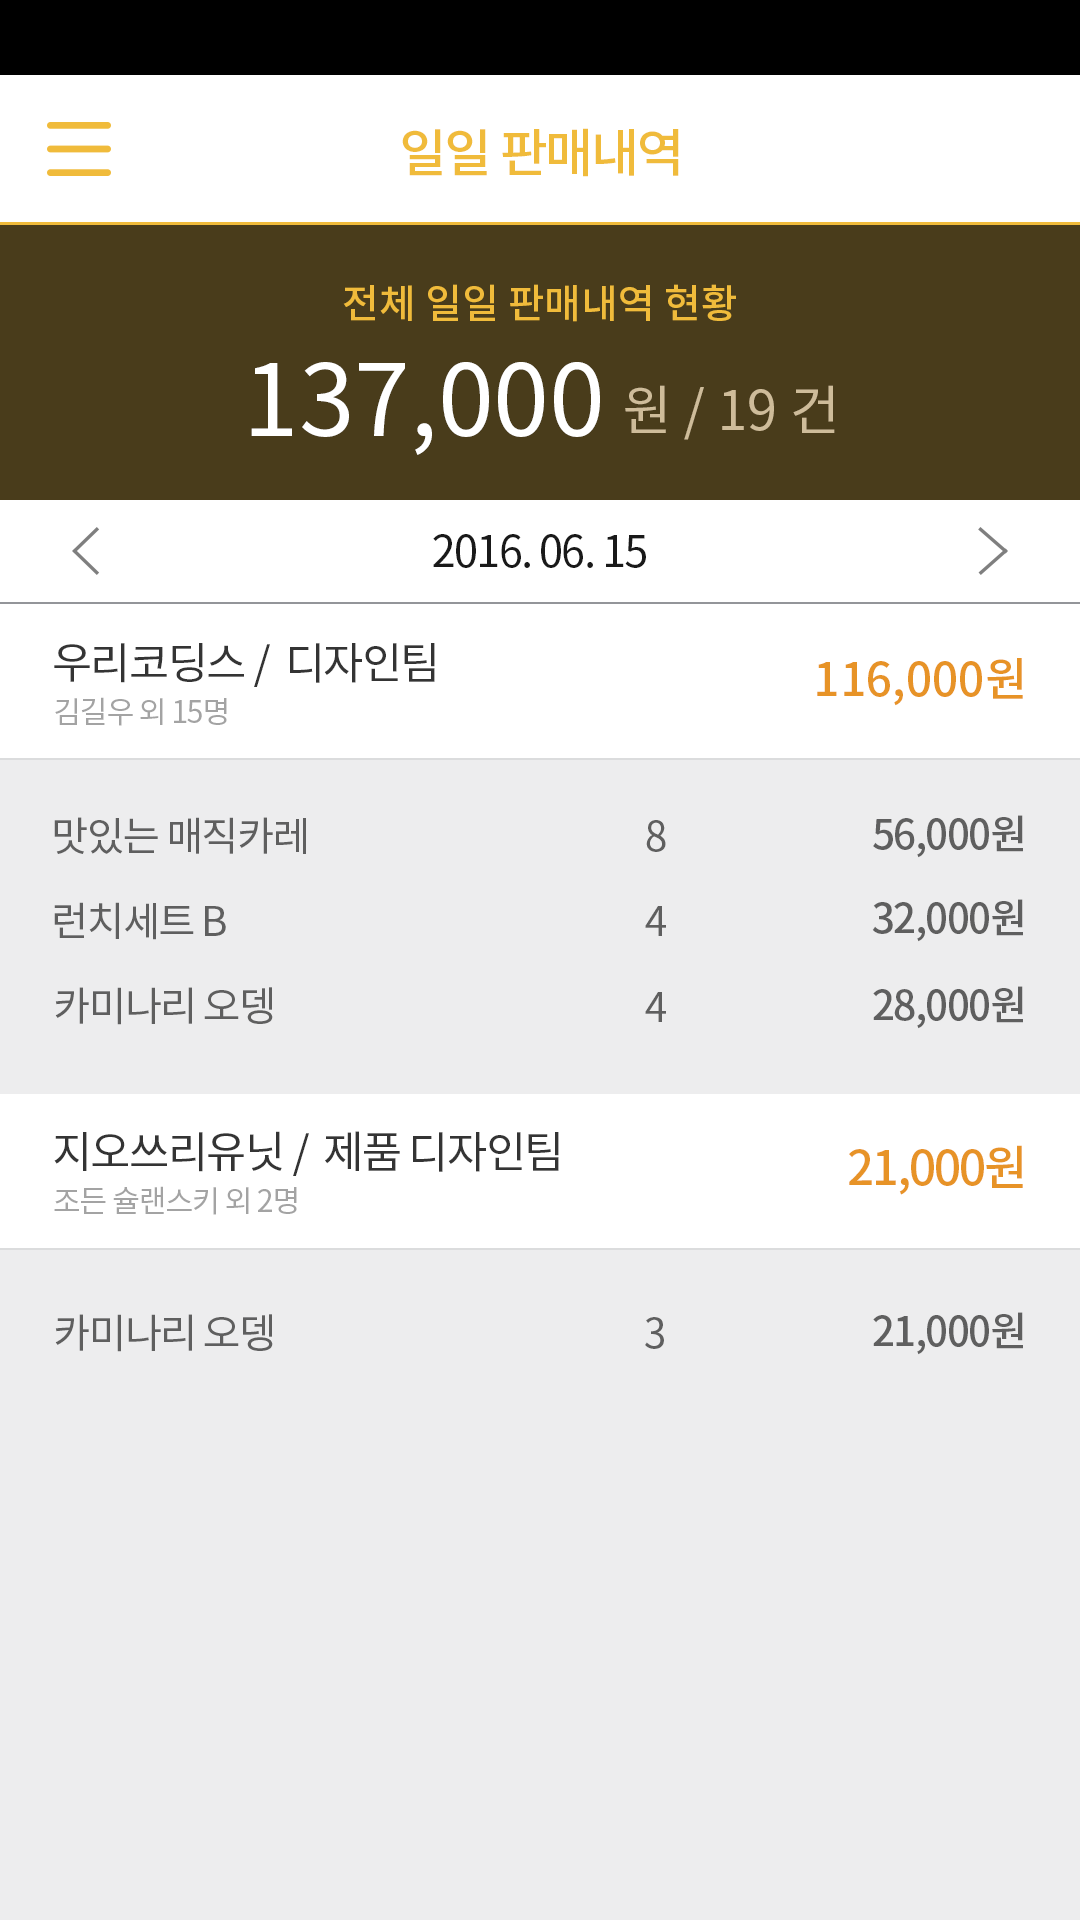 일일 판매내역
전체 일일 판매내역 현황
137,000 원 / 19 건
2016. 06. 15
우리코딩스 / 디자인팀 116,000원
김길우 외 15명
맛있는 매직카레 8 56,000원
런치세트 B 4 32,000원
카미나리 오뎅 4 28,000원
지오쓰리유닛 / 제품 디자인팀 21,000원
조든 슐랜스키 외 2명
카미나리 오뎅 3 21,000원